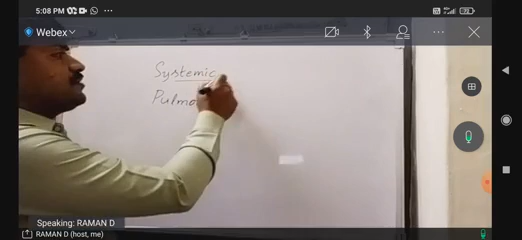 5:08 PM
Webex
Systemic
Pulmo
Speaking: RAMAN D
RAMAN D (host, me)